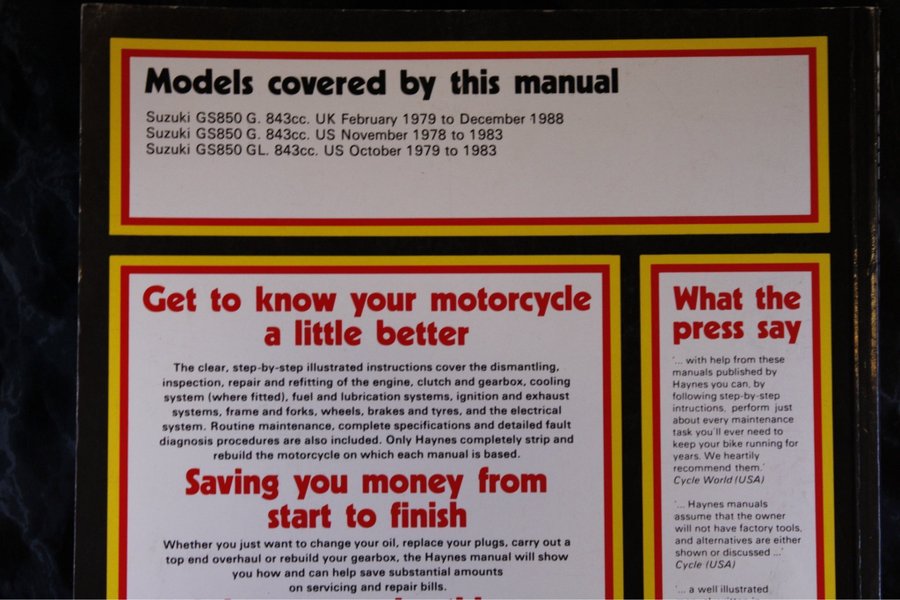 Models covered by this manual
Suzuki GS850 G. 843cc. UK February 1979 to December 1988
Suzuki GS850 G. 843cc. US November 1978 to 1983
Suzuki GS850 GL. 843cc. US October 1979 to 1983
Get to know your motorcycle
a little better
The clear, step-by-step illustrated instructions cover the dismantling,
inspection, repair and refitting of the engine, clutch and gearbox, cooling
system (where fitted), fuel and lubrication systems, ignition and exhaust
systems, frame and forks, wheels, brakes and tyres, and the electrical
system. Routine maintenance, complete specifications and detailed fault
diagnosis procedures are also included. Only Haynes completely strip and
rebuild the motorcycle on which each manual is based.
Saving you money from
start to finish
Whether you just want to change your oil, replace your plugs, carry out a
top end overhaul or rebuild your gearbox, the Haynes manual will show
you how and can help save substantial amounts
on servicing and repair bills.
What the
press say
'... with help from these
manuals published by
Haynes you can, by
following step-by-step
intructions, perform just
about every maintenance
task you'll ever need to
keep your bike running for
years. We heartily
recommend them.'
Cycle World (USA)
'... Haynes manuals
assume that the owner
will not have factory tools,
and alternatives are either
shown or discussed ...'
Cycle (USA)
'... a well illustrated